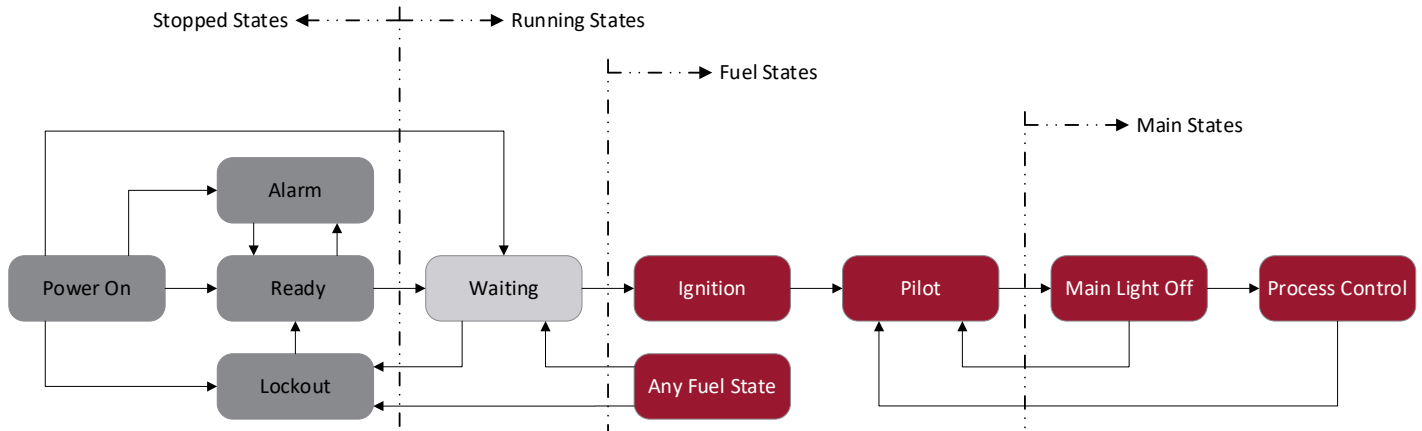 Stopped States
Running States
Fuel States
Main States
Alarm
Power On
Ready
Waiting
Ignition
Pilot
Main Light Off
Process Control
Lockout
Any Fuel State